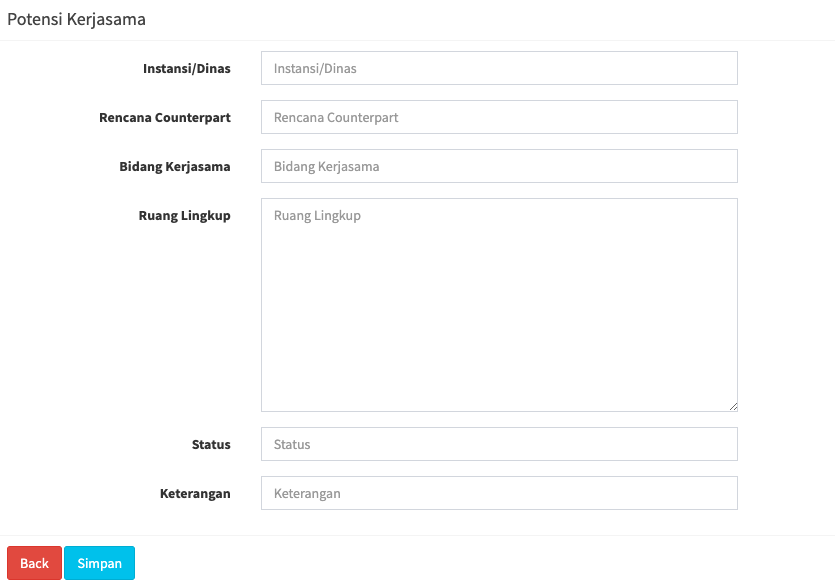 Potensi Kerjasama
Instansi/Dinas Instansi/Dinas
Rencana Counterpart Rencana Counterpart
Bidang Kerjasama Bidang Kerjasama
Ruang Lingkup Ruang Lingkup
Status Status
Keterangan Keterangan
Back Simpan